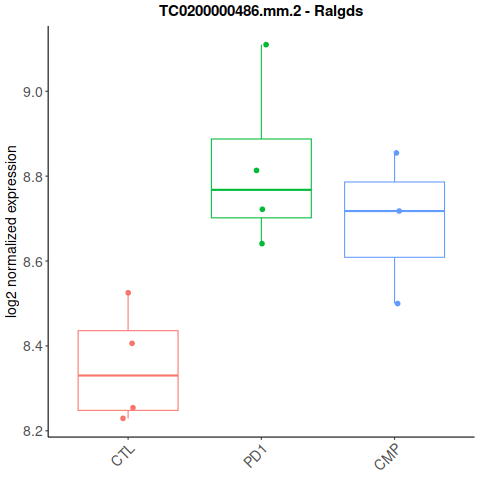 TC0200000486.mm.2 - Ralgds
log2 normalized expression
9.0
8.8
8.6
8.4
8.2
CTL
PD1
CMP